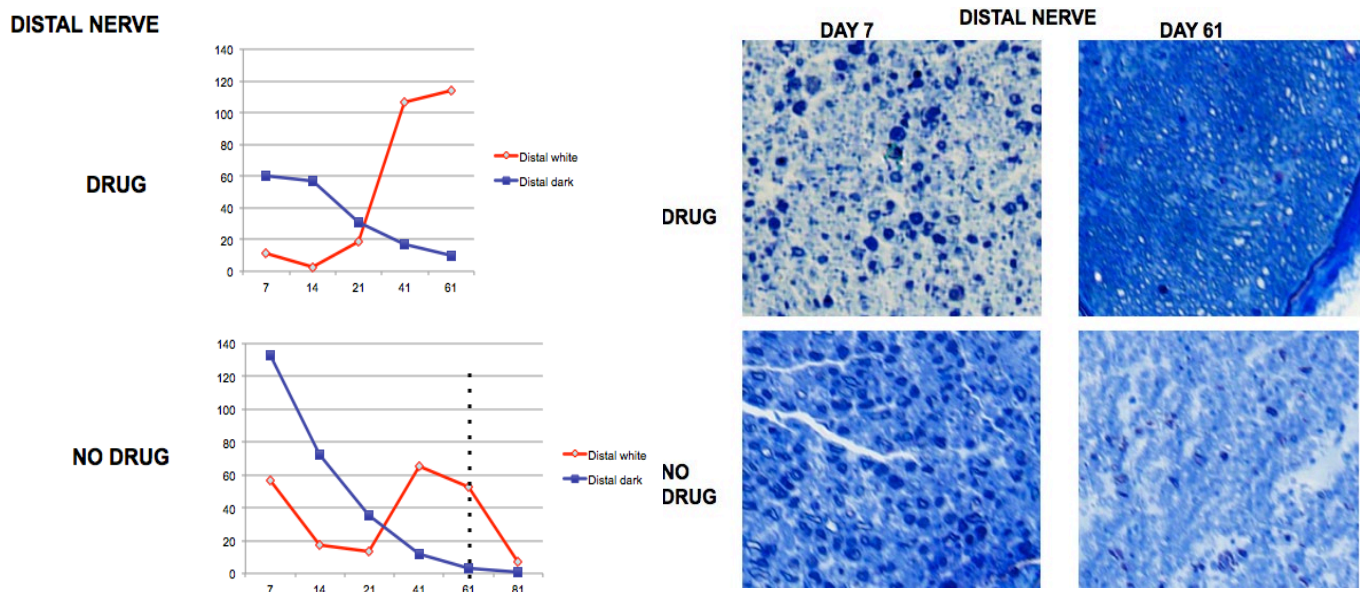 DISTAL NERVE
DRUG
140
120
100
80
60
40
20
0
7 14 21 41 61
Distal white
Distal dark
NO DRUG
140
120
100
80
60
40
20
0
7 14 21 41 61 81
Distal white
Distal dark
DISTAL NERVE
DAY 7 DAY 61
DRUG
NO
DRUG